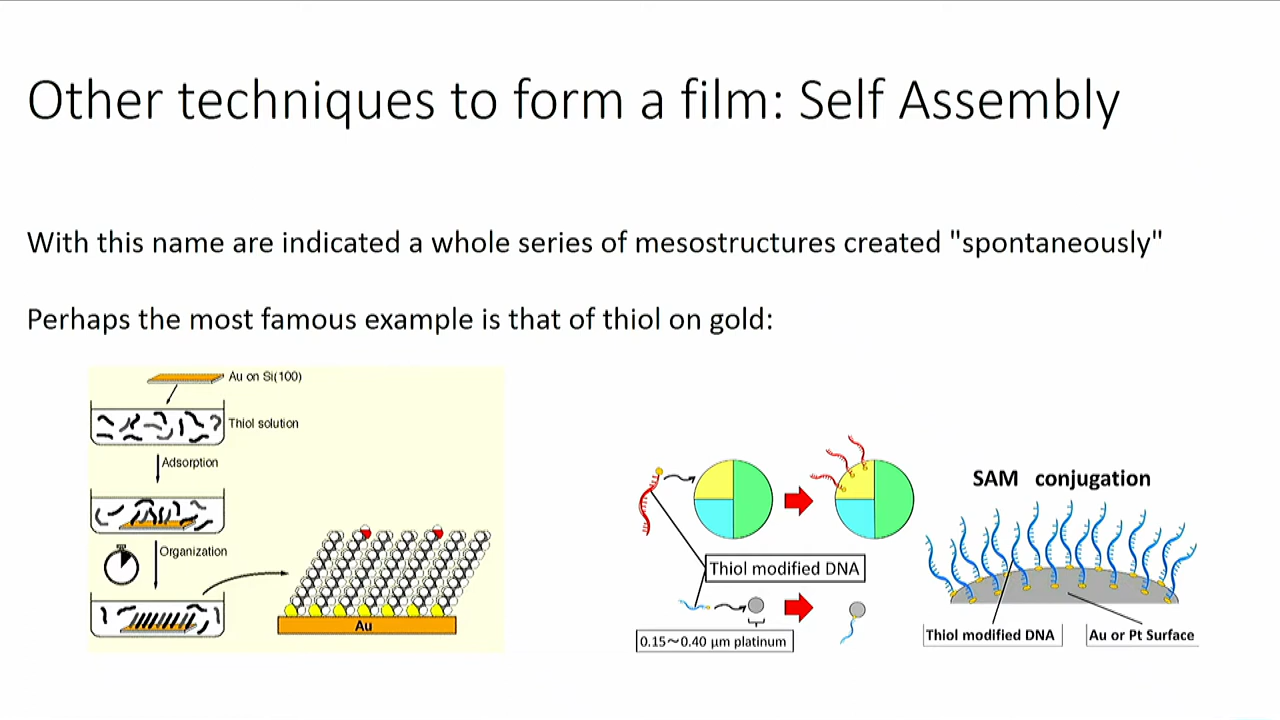 Other techniques to form a film: Self Assembly
With this name are indicated a whole series of mesostructures created "spontaneously"
Perhaps the most famous example is that of thiol on gold:
Au on Si(100)
Thiol solution
Adsorption
Organization
Au
Thiol modified DNA
0.15～0.40 μm platinum
SAM conjugation
Thiol modified DNA
Au or Pt Surface